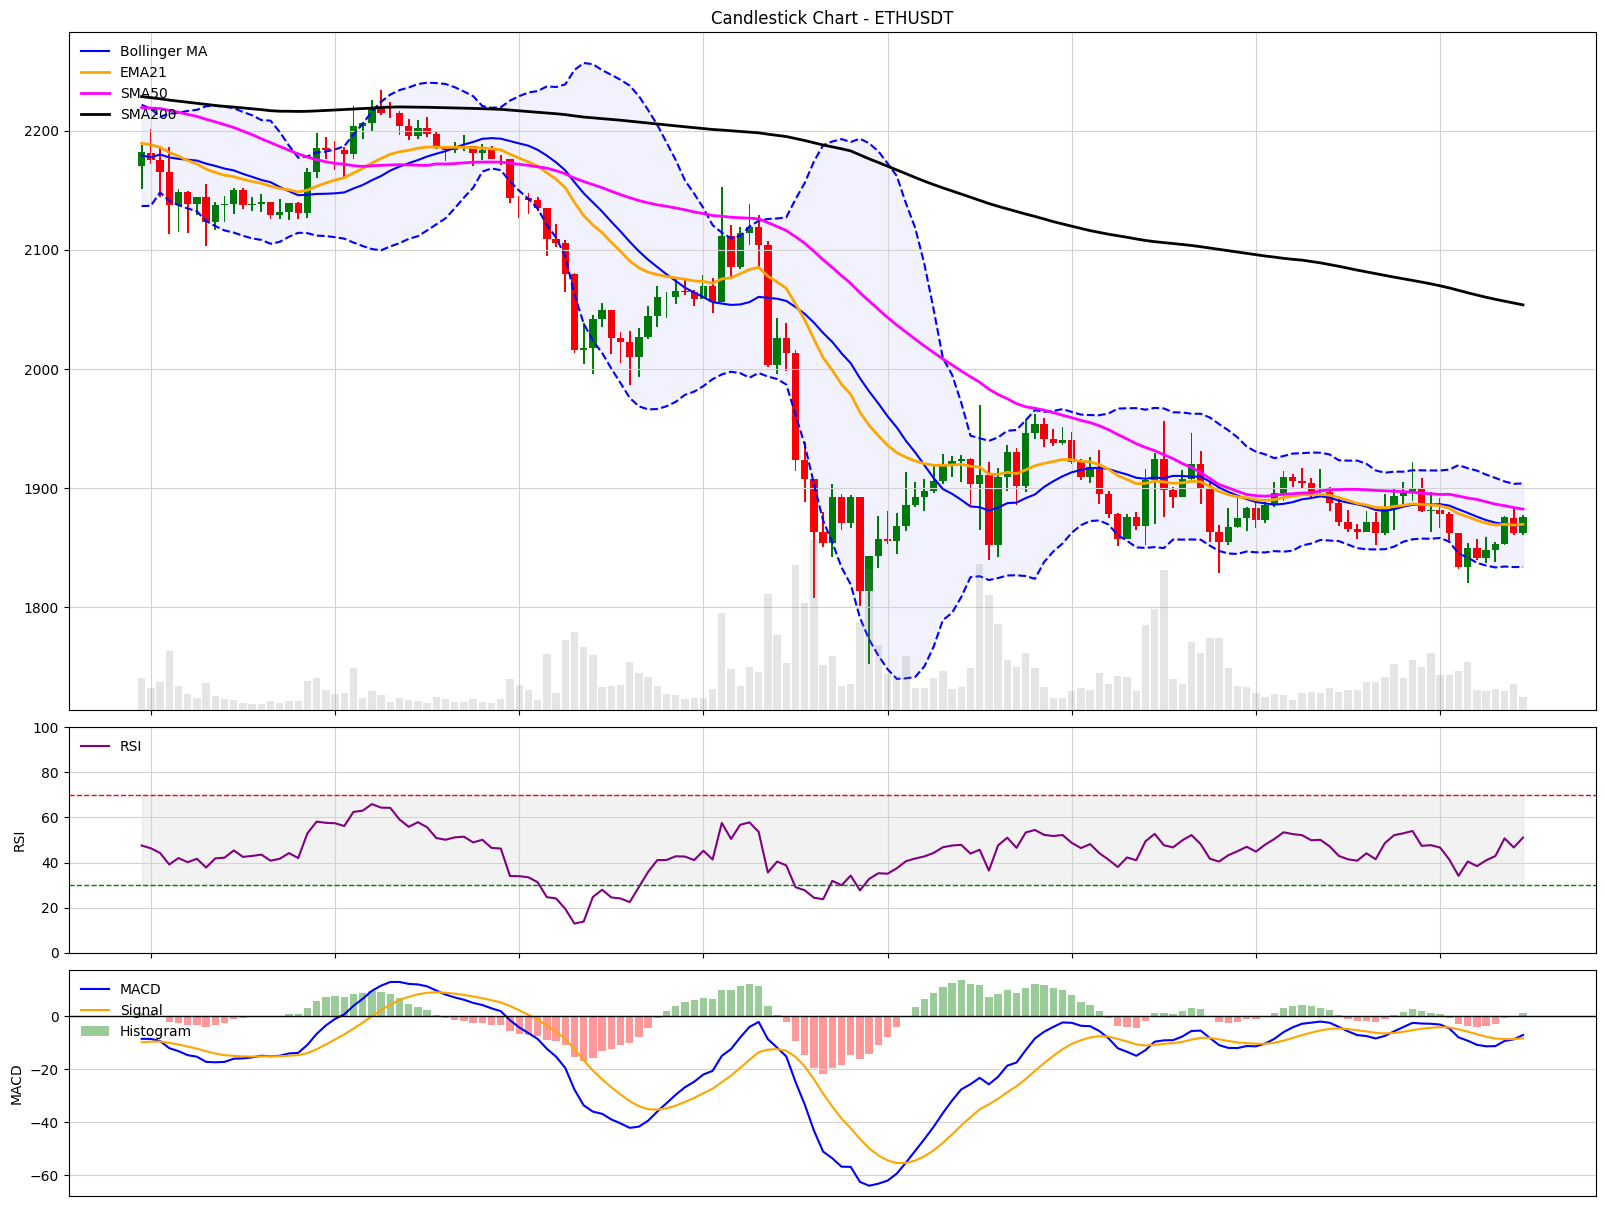 Candlestick Chart - ETHUSDT
Bollinger MA
EMA21
SMA50
SMA200
2200
2100
2000
1900
1800
RSI
100
80
60
40
20
0
RSI
MACD
Signal
Histogram
0
−20
−40
−60
MACD